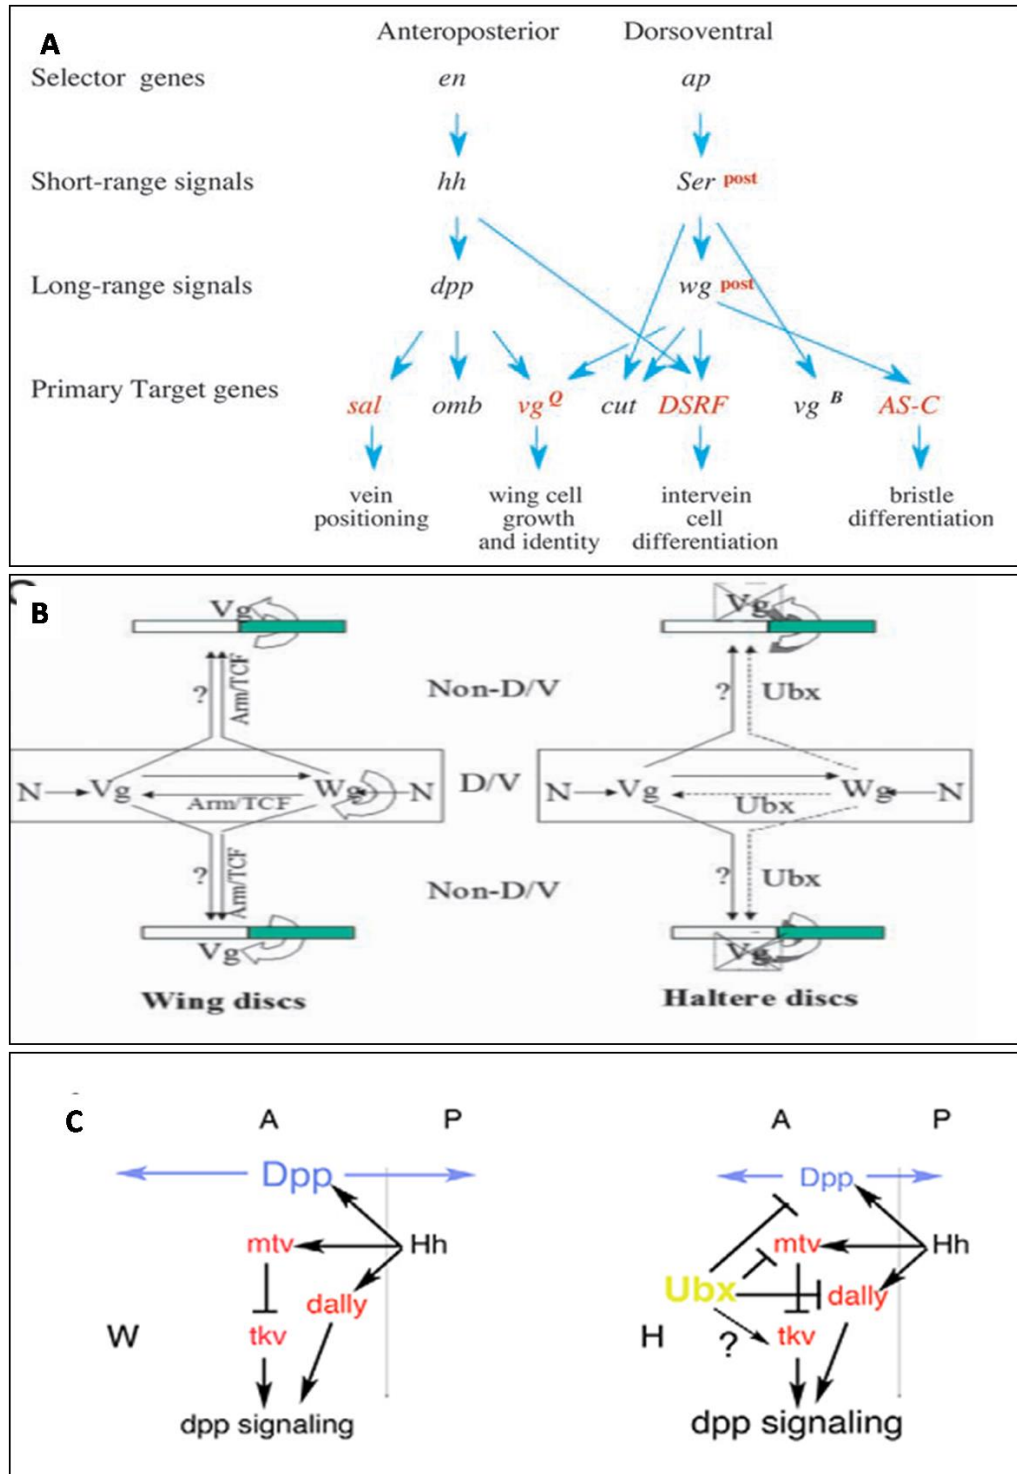 A
Anteroposterior Dorsoventral
Selector genes en ap
Short-range signals hh Ser post
Long-range signals dpp wg post
Primary Target genes
sal omb vg Q cut DSRF vg B AS-C
vein wing cell intervein bristle
positioning growth cell differentiation
and identity differentiation
B
Vg Vg
? Arm/TCF Non-D/V ? Ubx
N Vg Wg N D/V N Vg Wg N
Arm/TCF Ubx
? Arm/TCF Non-D/V ? Ubx
Vg Vg
Wing discs Haltere discs
C
A P A P
Dpp Dpp
mtv Hh mtv Hh
Ubx
dally dally
W tkv H ? tkv
dpp signaling dpp signaling